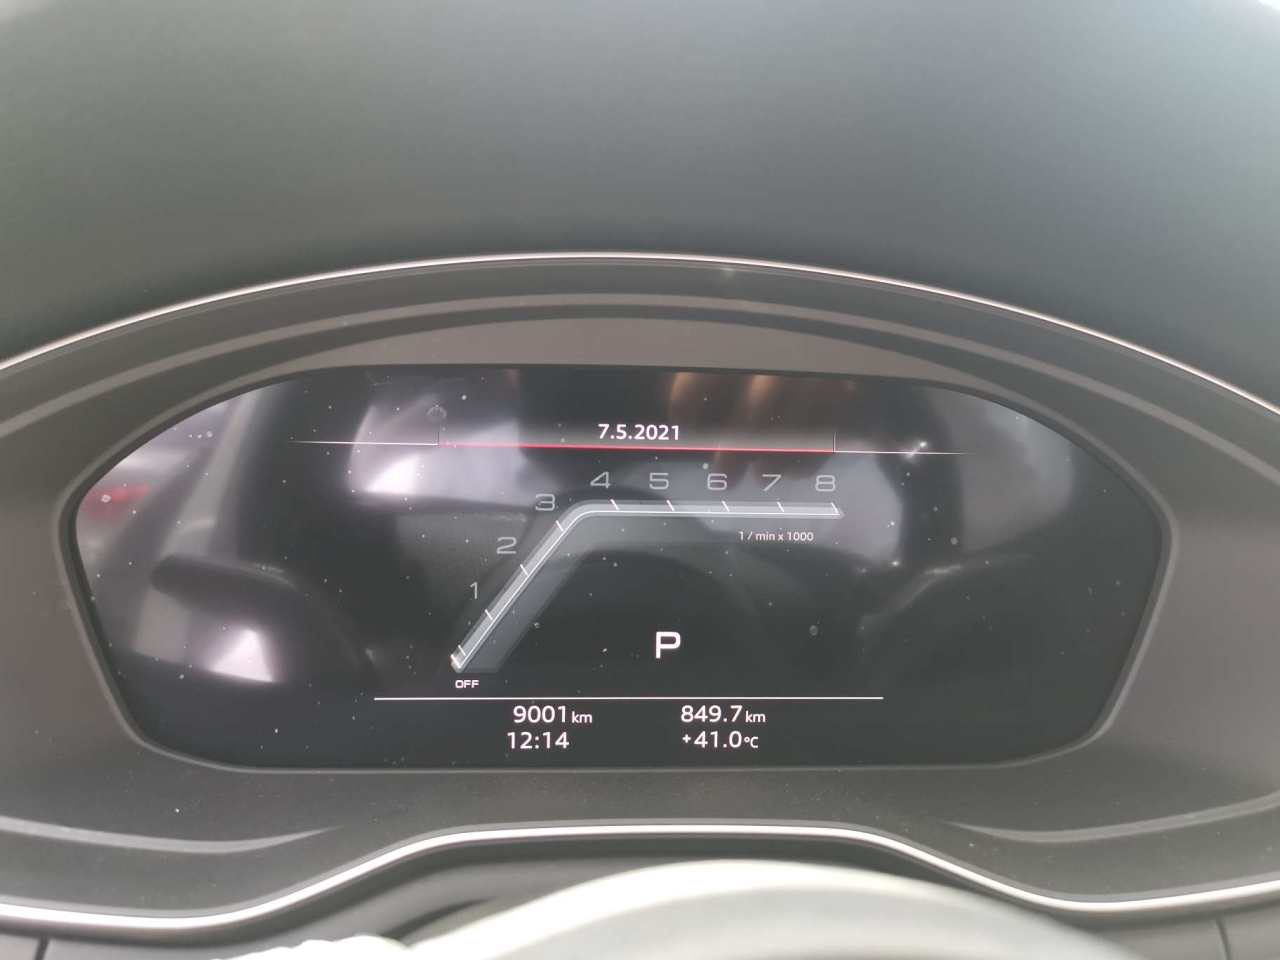 7.5.2021
1 2 3 4 5 6 7 8
1 / min x 1000
P
OFF
9001 km 849.7 km
12:14 +41.0 °C